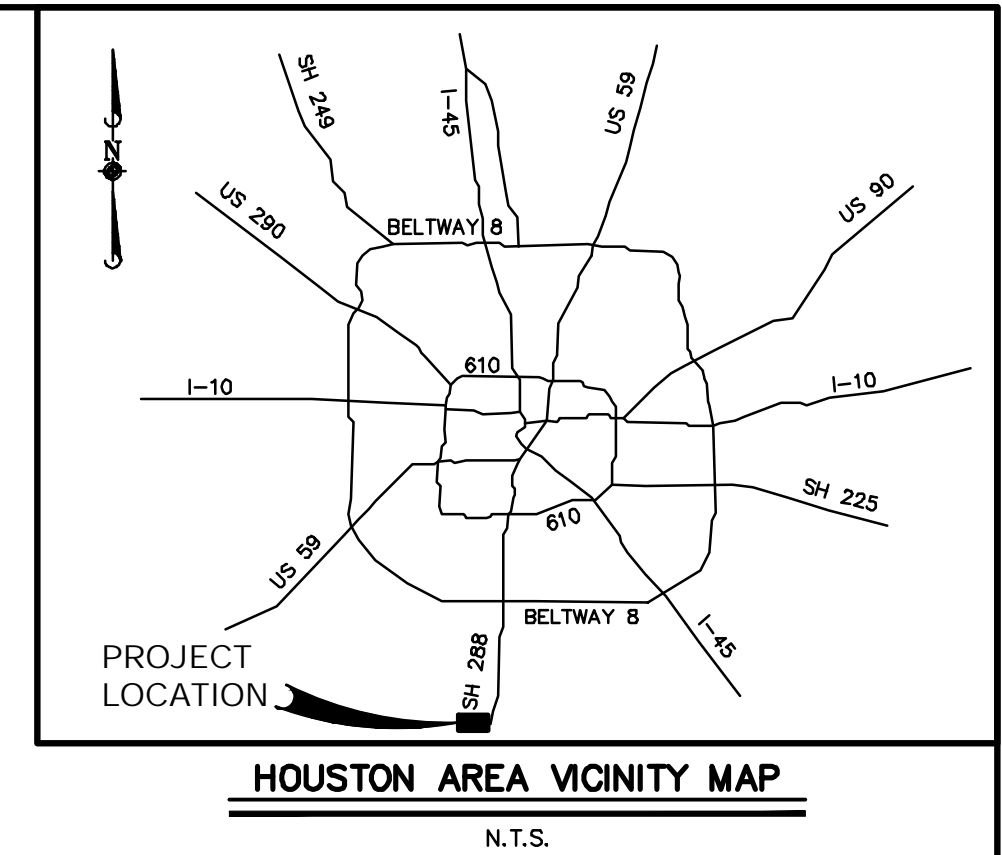 SH 249
I-45
US 59
N
US 290
US 90
BELTWAY 8
610
I-10
I-10
SH 225
610
US 59
BELTWAY 8
I-45
SH 288
PROJECT
LOCATION
HOUSTON AREA VICINITY MAP
N.T.S.